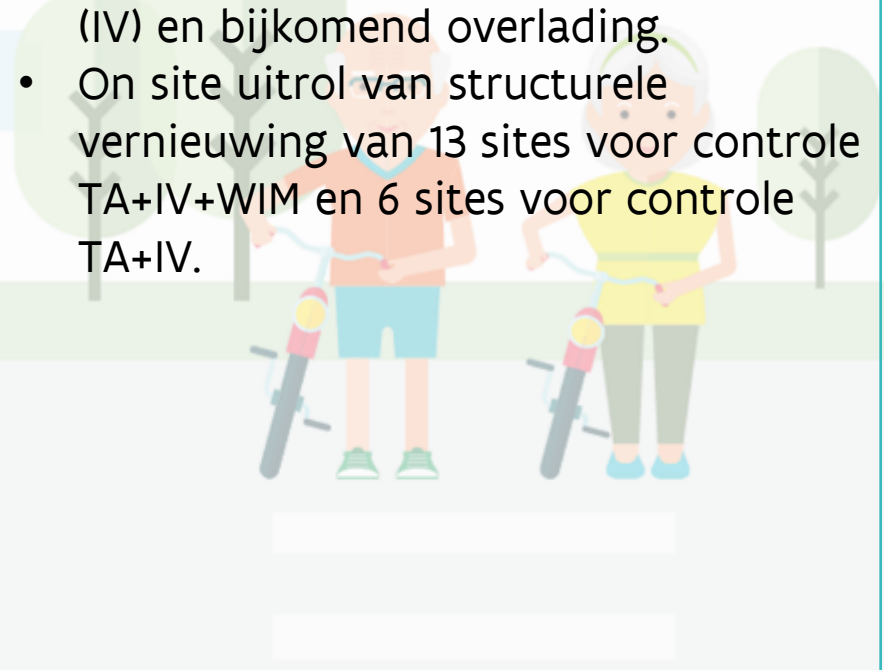 (IV) en bijkomend overlading.
• On site uitrol van structurele
vernieuwing van 13 sites voor controle
TA+IV+WIM en 6 sites voor controle
TA+IV.